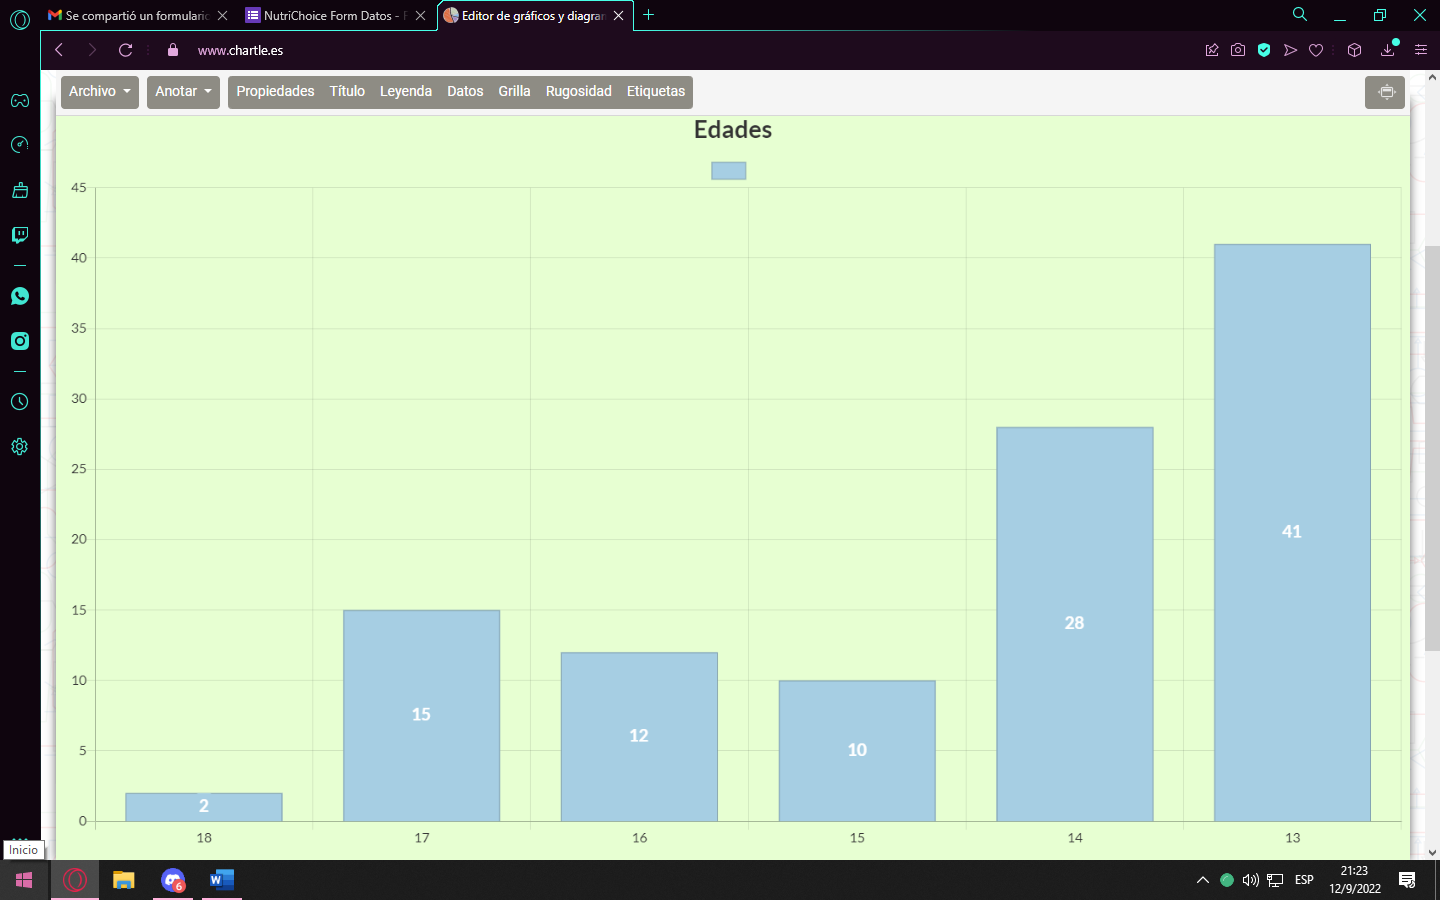 Se compartió un formulario
NutriChoice Form Datos - F
Editor de gráficos y diagram
www.chartle.es
Archivo Anotar Propiedades Título Leyenda Datos Grilla Rugosidad Etiquetas
Edades
45
40
35
30
25
20
15
10
5
0
2
15
12
10
28
41
18 17 16 15 14 13
Inicio
6
W
ESP
21:23
12/9/2022